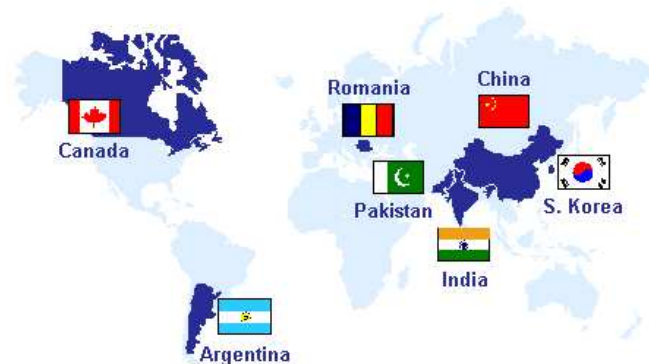 China
Romania
Canada
Pakistan
S. Korea
India
Argentina